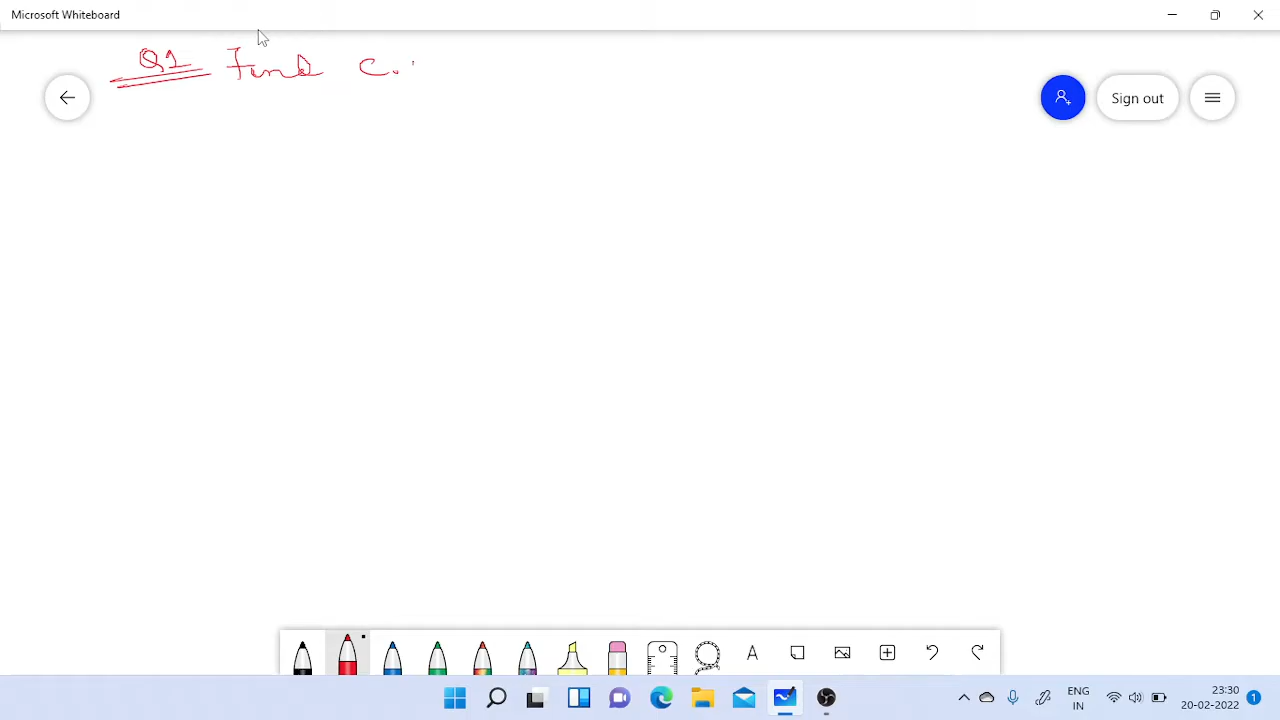 Microsoft Whiteboard
Q1 Find C.
Sign out
A
ENG
IN
23:30
20-02-2022
1